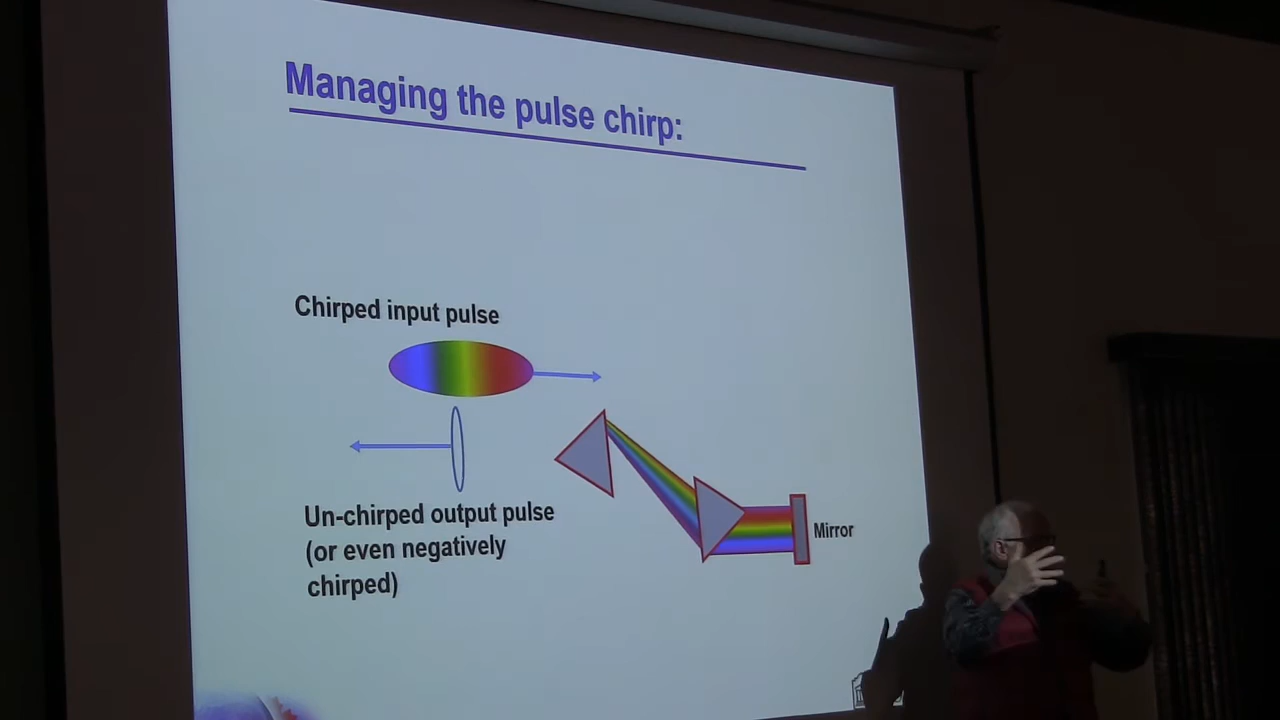 Managing the pulse chirp:
Chirped input pulse
Un-chirped output pulse
(or even negatively
chirped)
Mirror